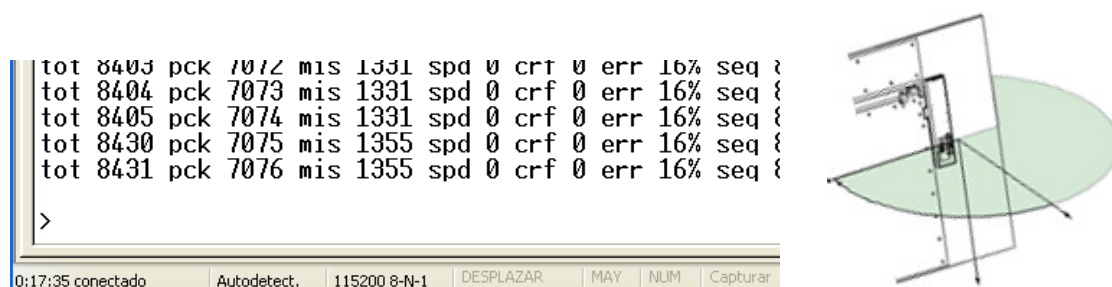 tot 8403 pck 7072 mis 1331 spd 0 crf 0 err 16% seq
tot 8404 pck 7073 mis 1331 spd 0 crf 0 err 16% seq
tot 8405 pck 7074 mis 1331 spd 0 crf 0 err 16% seq
tot 8430 pck 7075 mis 1355 spd 0 crf 0 err 16% seq
tot 8431 pck 7076 mis 1355 spd 0 crf 0 err 16% seq
>
0:17:35 conectado Autodetect. 115200 8-N-1 DESPLAZAR MAY NUM Capturar